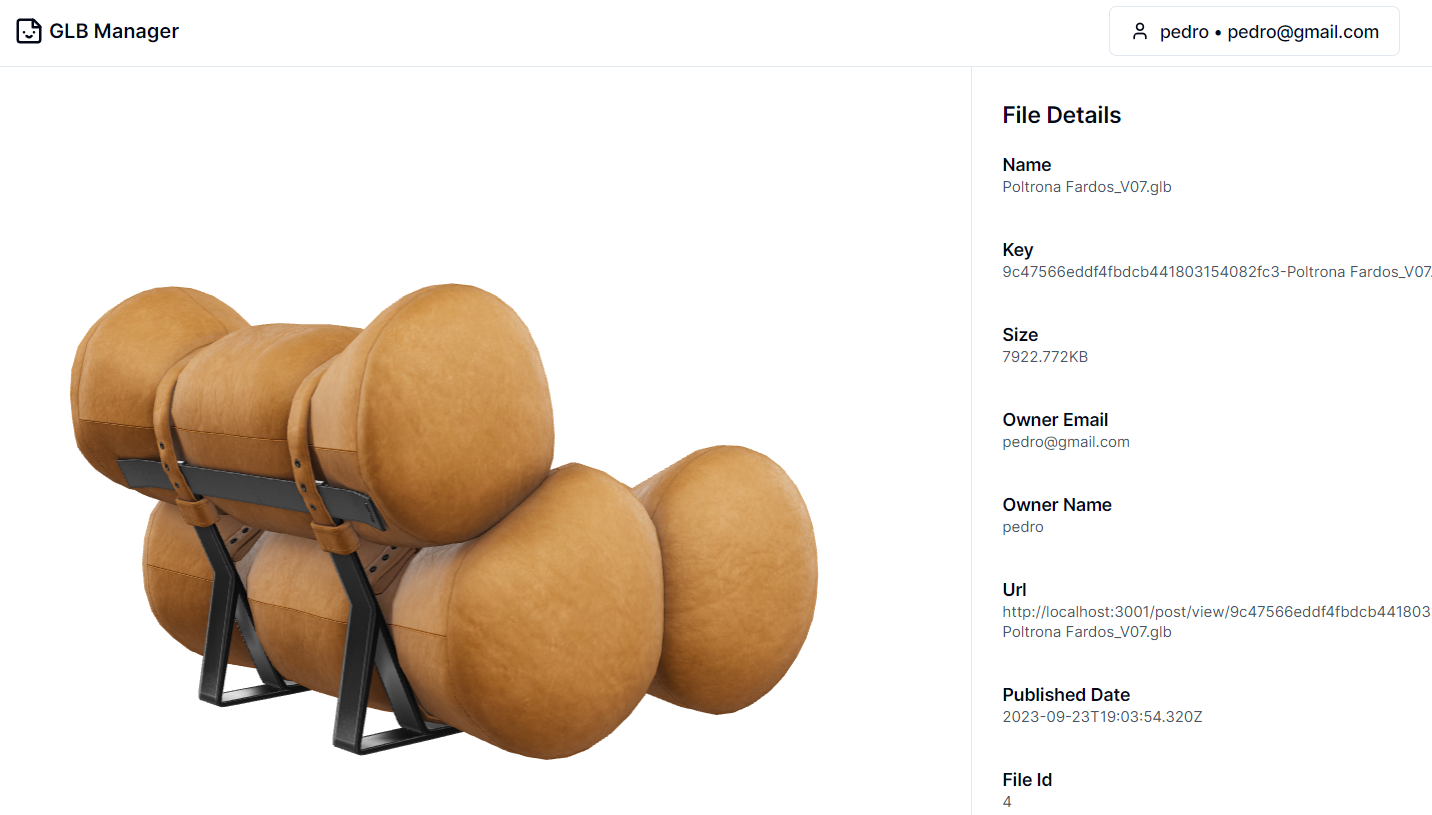 GLB Manager
pedro • pedro@gmail.com
File Details
Name
Poltrona Fardos_V07.glb
Key
9c47566eddf4fbdcb441803154082fc3-Poltrona Fardos_V07.
Size
7922.772KB
Owner Email
pedro@gmail.com
Owner Name
pedro
Url
http://localhost:3001/post/view/9c47566eddf4fbdcb441803
Poltrona Fardos_V07.glb
Published Date
2023-09-23T19:03:54.320Z
File Id
4